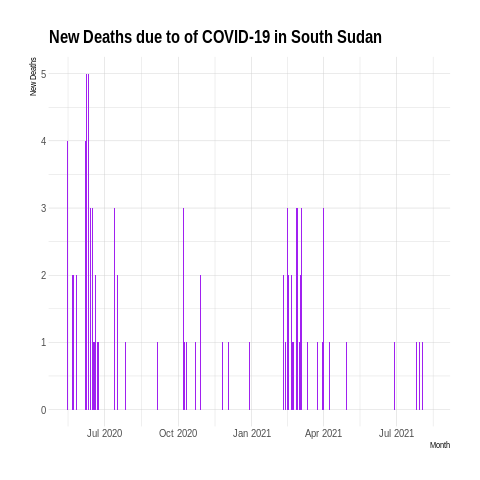 New Deaths due to of COVID-19 in South Sudan
New Deaths
5
4
3
2
1
0
Jul 2020 Oct 2020 Jan 2021 Apr 2021 Jul 2021
Month